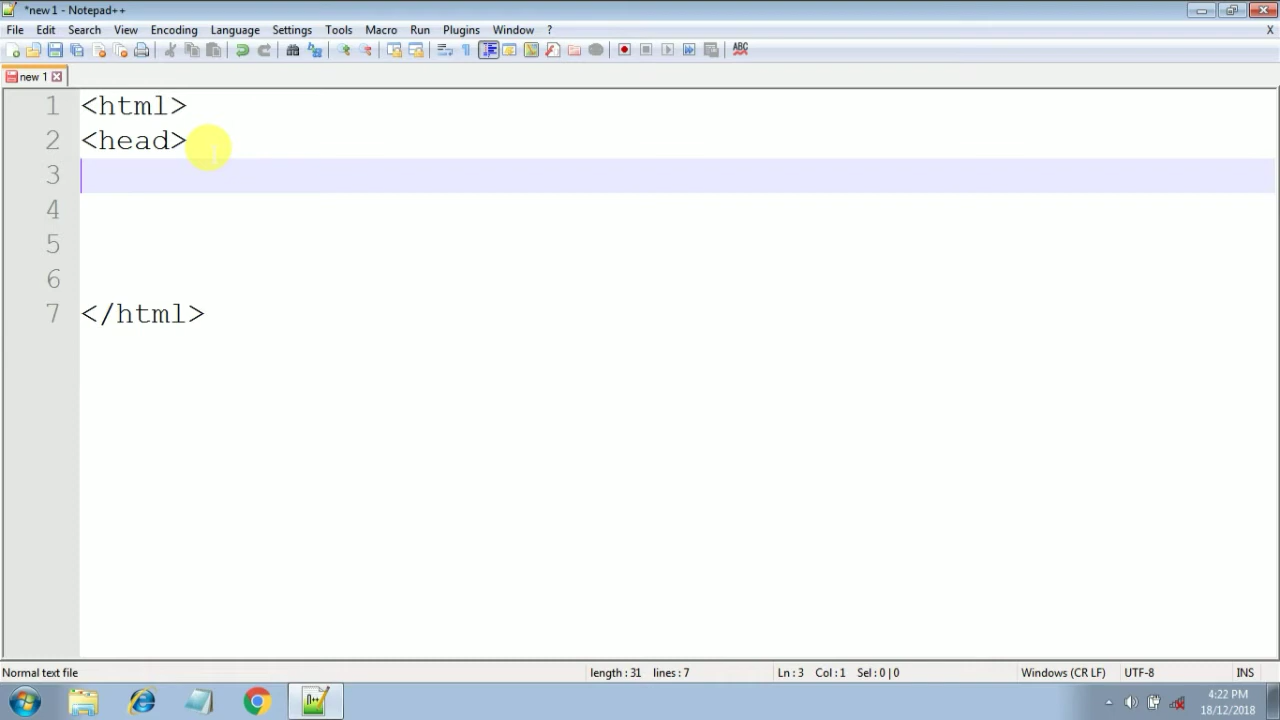 *new 1 - Notepad++
File Edit Search View Encoding Language Settings Tools Macro Run Plugins Window ? X
ABC
new 1
1 <html>
2 <head>
3
4
5
6
7 </html>
Normal text file length : 31 lines : 7 Ln : 3 Col : 1 Sel : 0 | 0 Windows (CR LF) UTF-8 INS
4:22 PM
18/12/2018